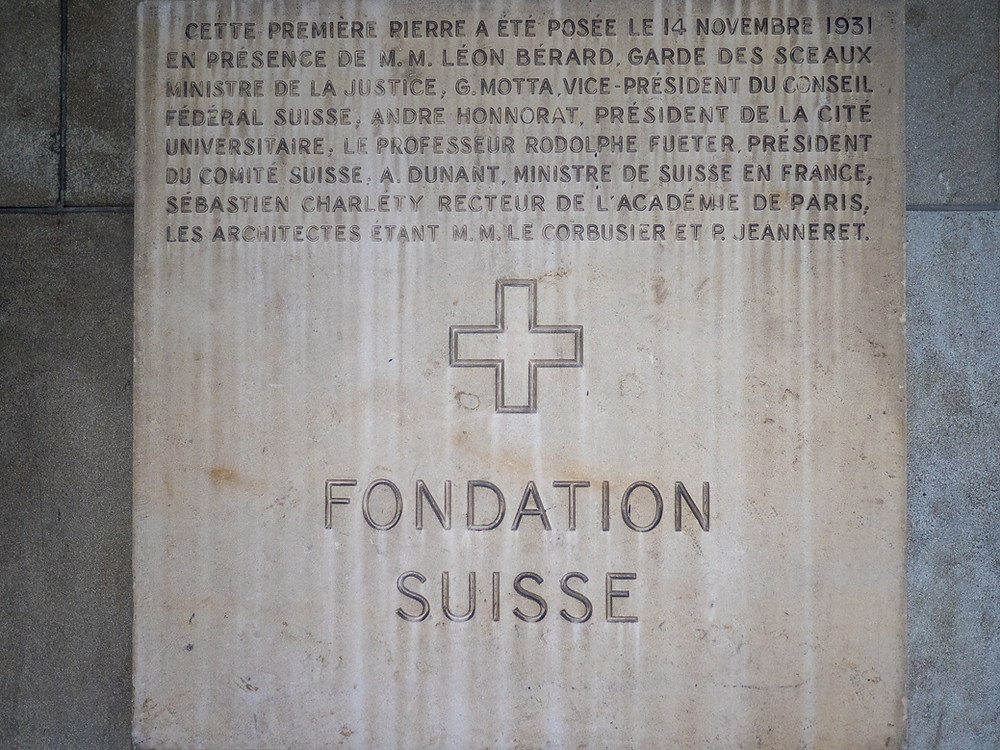 CETTE PREMIÈRE PIERRE A ÉTÉ POSÉE LE 14 NOVEMBRE 1931
EN PRÉSENCE DE M.M. LÉON BÉRARD, GARDE DES SCEAUX
MINISTRE DE LA JUSTICE, G.MOTTA, VICE-PRÉSIDENT DU CONSEIL
FÉDÉRAL SUISSE, ANDRE HONNORAT, PRÉSIDENT DE LA CITÉ
UNIVERSITAIRE, LE PROFESSEUR RODOLPHE FUETER, PRÉSIDENT
DU COMITÉ SUISSE, A. DUNANT, MINISTRE DE SUISSE EN FRANCE,
SÉBASTIEN CHARLÉTY RECTEUR DE L'ACADÉMIE DE PARIS,
LES ARCHITECTES ETANT M.M. LE CORBUSIER ET P. JEANNERET.
FONDATION
SUISSE